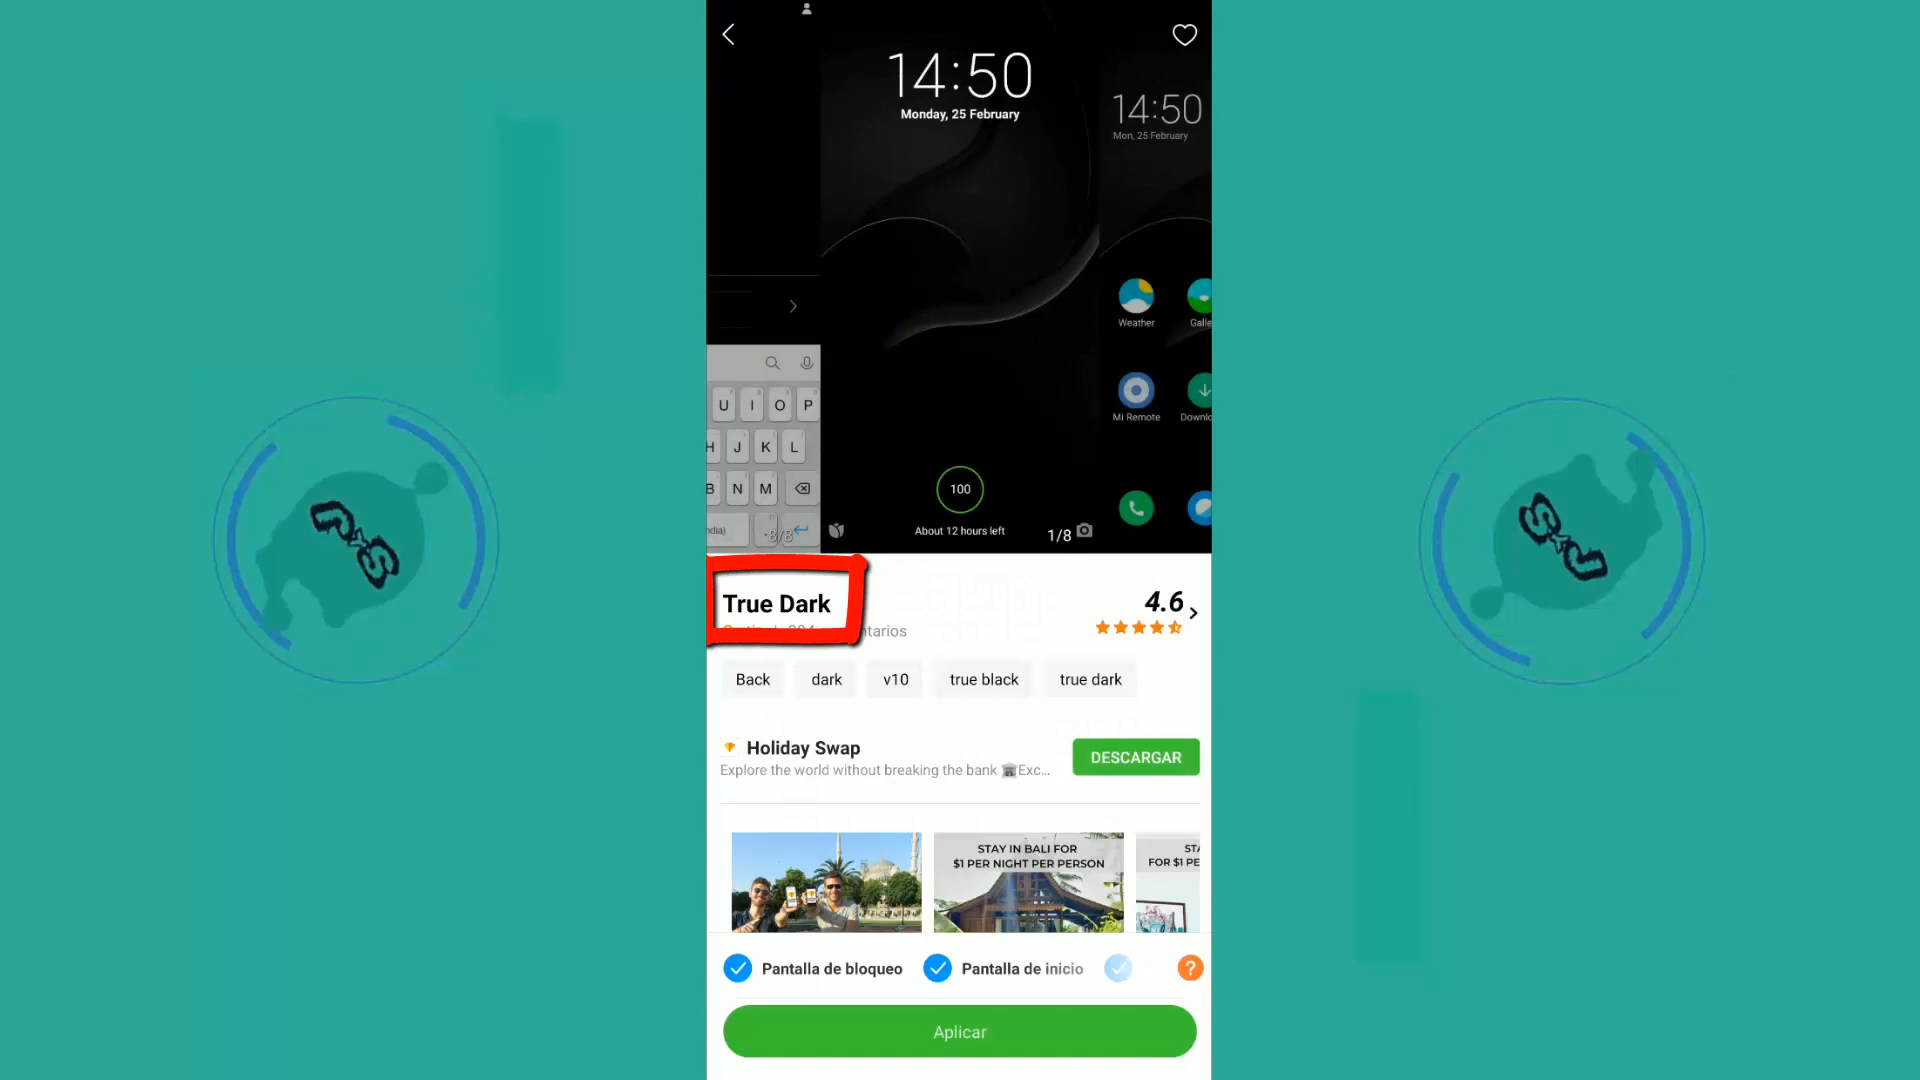 14:50
Monday, 25 February
14:50
Mon, 25 February
Weather
Mi Remote
U I O P
H J K L
B N M
8/8
100
About 12 hours left
1/8
True Dark
4.6
Back
dark
v10
true black
true dark
Holiday Swap
Explore the world without breaking the bank Exc...
DESCARGAR
STAY IN BALI FOR
$1 PER NIGHT PER PERSON
FOR $1 PE
Pantalla de bloqueo
Pantalla de inicio
?
Aplicar